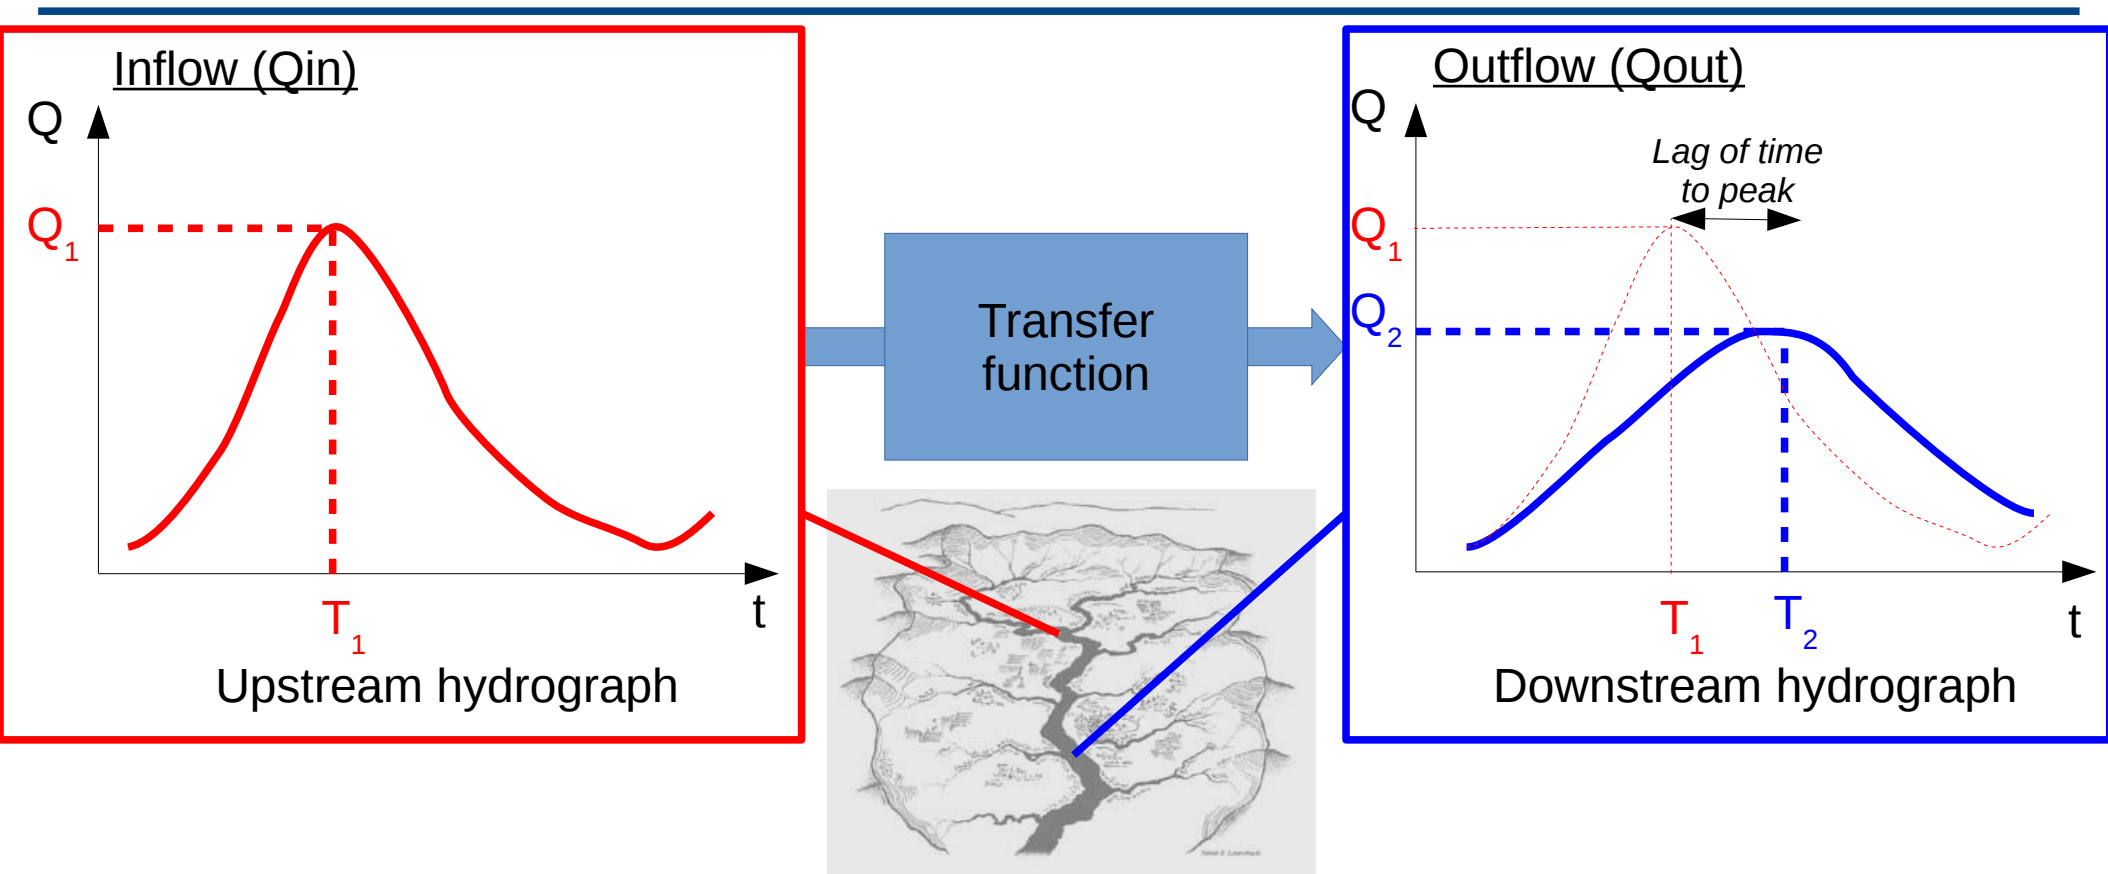 Inflow (Qin)
Q
Q1
T1
t
Upstream hydrograph
Transfer
function
Outflow (Qout)
Q
Lag of time
to peak
Q1
Q2
T1
T2
t
Downstream hydrograph